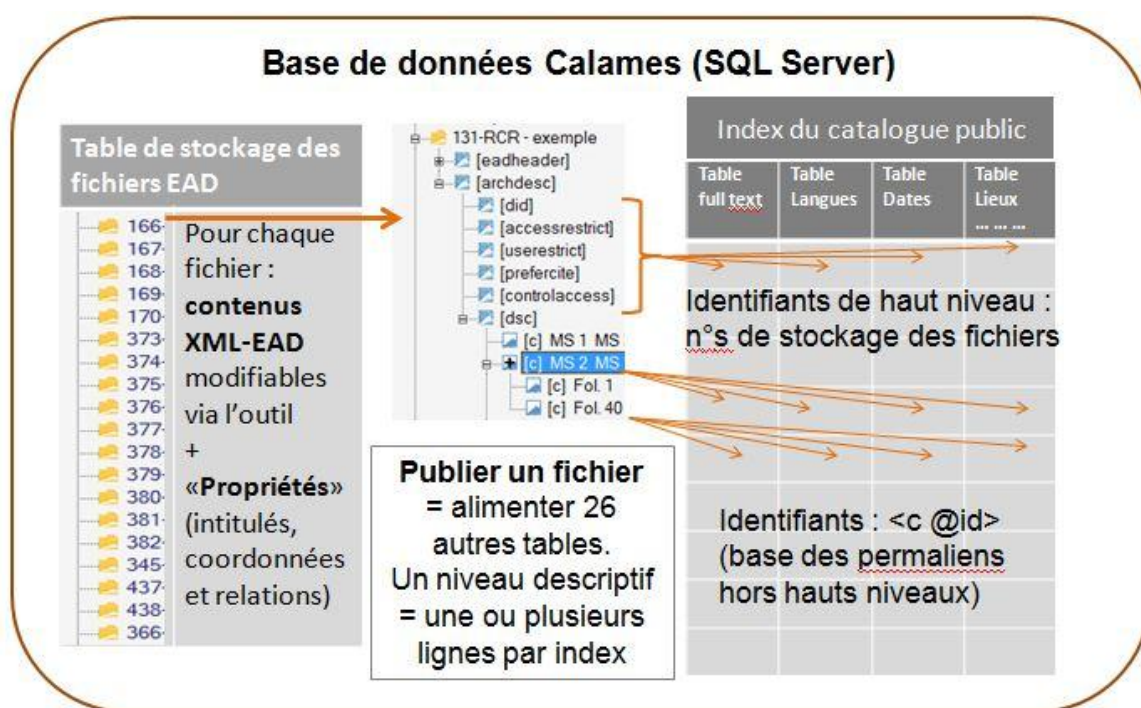 Base de données Calames (SQL Server)
Table de stockage des
fichiers EAD
166
167
168
169
170
373
374
375
376
377
378
379
380
381
382
345
437
438
366
Pour chaque
fichier :
contenus
XML-EAD
modifiables
via l'outil
+
«Propriétés»
(intitulés,
coordonnées
et relations)
131-RCR - exemple
[eadheader]
[archdesc]
[did]
[accessrestrict]
[userestrict]
[prefercite]
[controlaccess]
[dsc]
[c] MS 1 MS
[c] MS 2 MS
[c] Fol. 1
[c] Fol. 40
Publier un fichier
= alimenter 26
autres tables.
Un niveau descriptif
= une ou plusieurs
lignes par index
Index du catalogue public
Table
full text
Table
Langues
Table
Dates
Table
Lieux
... ... ...
Identifiants de haut niveau :
n°s de stockage des fichiers
Identifiants : <c @id>
(base des permaliens
hors hauts niveaux)